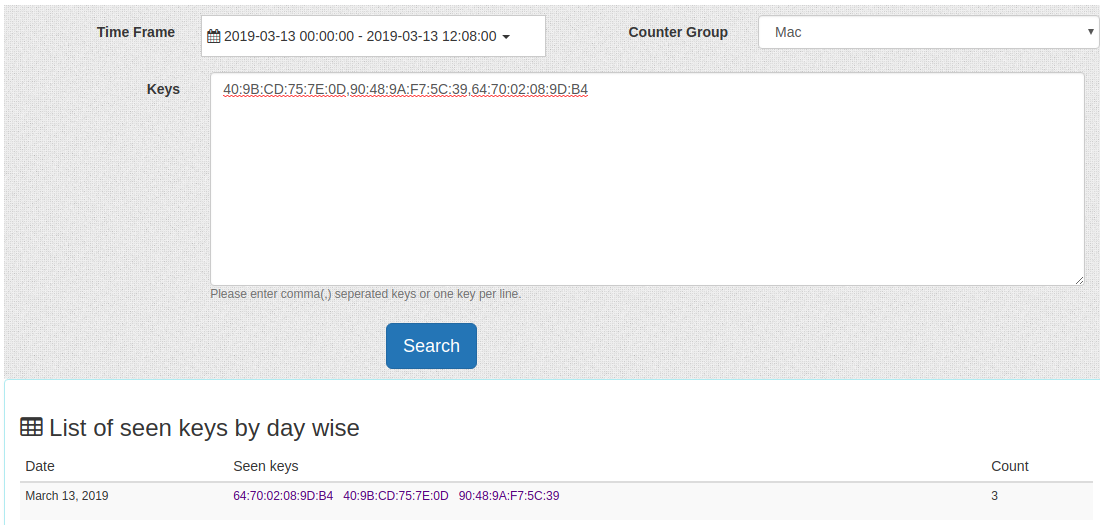 Time Frame 2019-03-13 00:00:00 - 2019-03-13 12:08:00 Counter Group Mac
Keys 40:9B:CD:75:7E:0D,90:48:9A:F7:5C:39,64:70:02:08:9D:B4
Please enter comma(,) seperated keys or one key per line.
Search
List of seen keys by day wise
Date Seen keys Count
March 13, 2019 64:70:02:08:9D:B4 40:9B:CD:75:7E:0D 90:48:9A:F7:5C:39 3